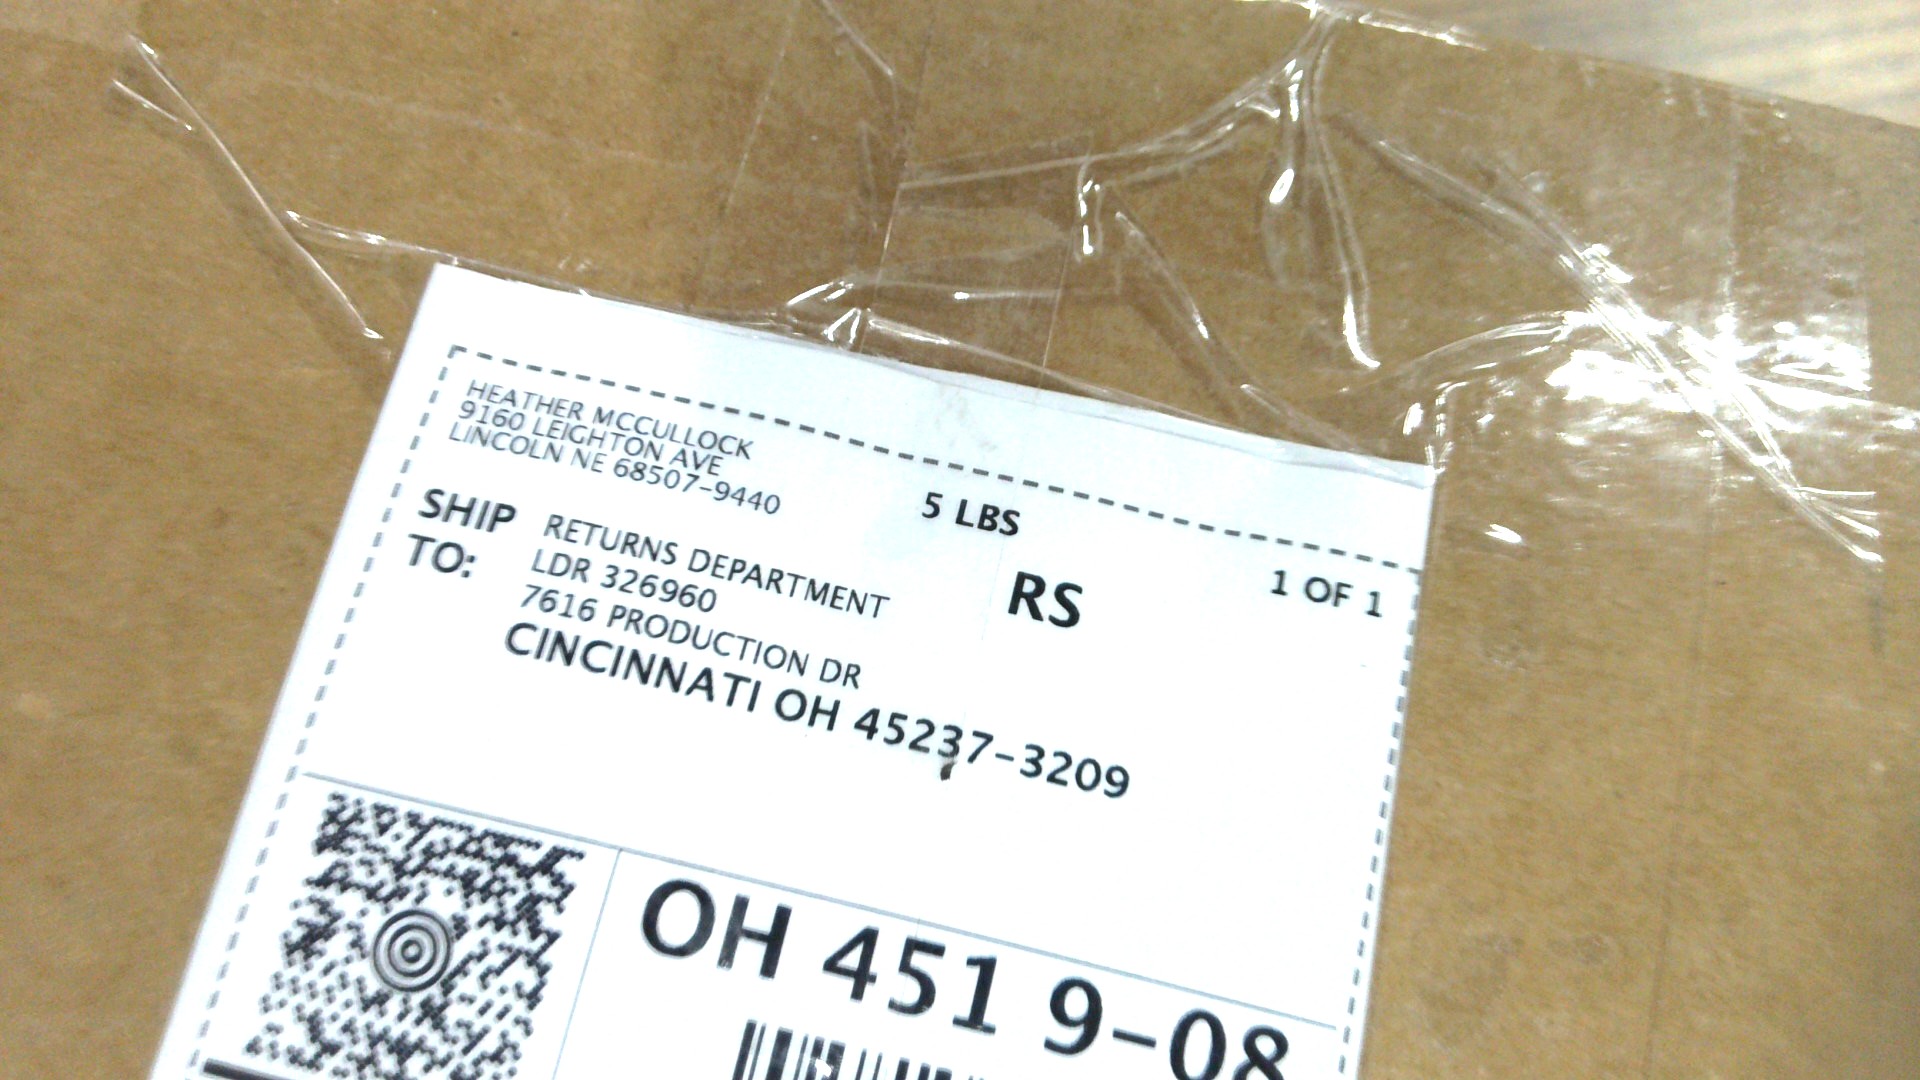 HEATHER MCCULLOCK
9160 LEIGHTON AVE
LINCOLN NE 68507-9440
5 LBS
1 OF 1
SHIP TO:
RETURNS DEPARTMENT
LDR 326960
7616 PRODUCTION DR
CINCINNATI OH 45237-3209
RS
OH 451 9-08